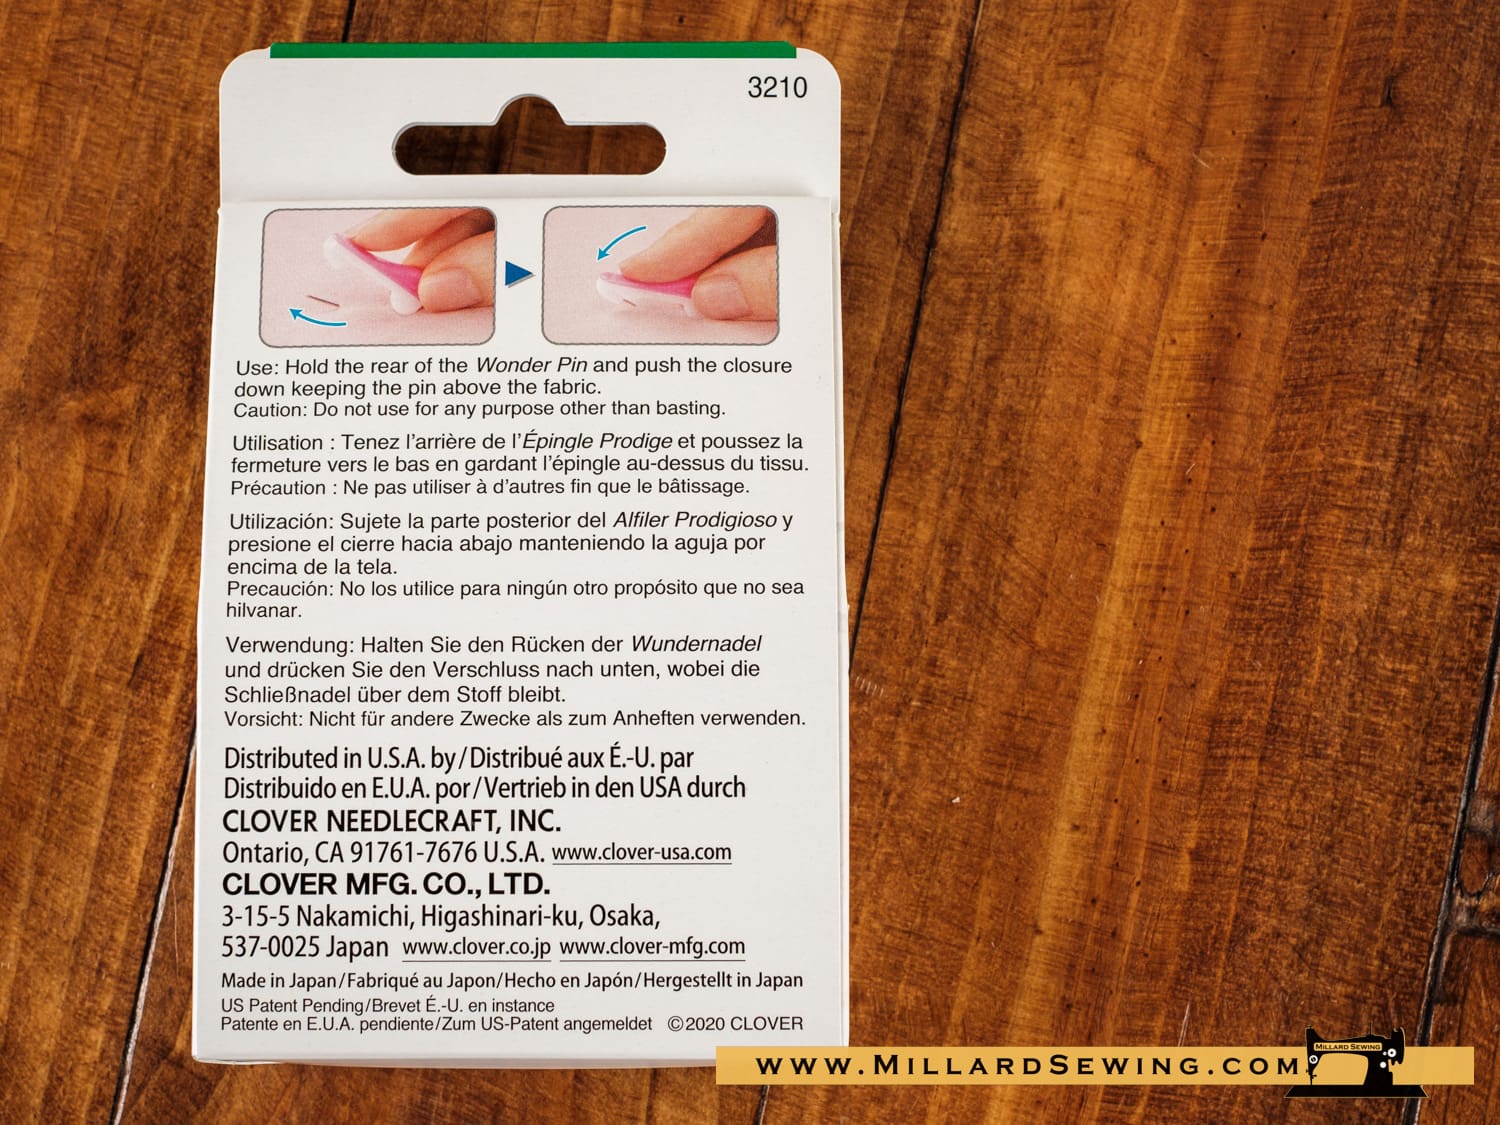 3210
Use: Hold the rear of the Wonder Pin and push the closure
down keeping the pin above the fabric.
Caution: Do not use for any purpose other than basting.
Utilisation : Tenez l'arrière de l'Épingle Prodige et poussez la
fermeture vers le bas en gardant l'épingle au-dessus du tissu.
Précaution : Ne pas utiliser à d'autres fin que le bâtissage.
Utilización: Sujete la parte posterior del Alfiler Prodigioso y
presione el cierre hacia abajo manteniendo la aguja por
encima de la tela.
Precaución: No los utilice para ningún otro propósito que no sea
hilvanar.
Verwendung: Halten Sie den Rücken der Wundernadel
und drücken Sie den Verschluss nach unten, wobei die
Schließnadel über dem Stoff bleibt.
Vorsicht: Nicht für andere Zwecke als zum Anheften verwenden.
Distributed in U.S.A. by/Distribué aux É.-U. par
Distribuido en E.U.A. por/Vertrieb in den USA durch
CLOVER NEEDLECRAFT, INC.
Ontario, CA 91761-7676 U.S.A. www.clover-usa.com
CLOVER MFG. CO., LTD.
3-15-5 Nakamichi, Higashinari-ku, Osaka,
537-0025 Japan www.clover.co.jp www.clover-mfg.com
Made in Japan/Fabriqué au Japon/Hecho en Japón/Hergestellt in Japan
US Patent Pending/Brevet É.-U. en instance
Patente en E.U.A. pendiente/Zum US-Patent angemeldet ©2020 CLOVER
Millard Sewing
www.MillardSewing.com